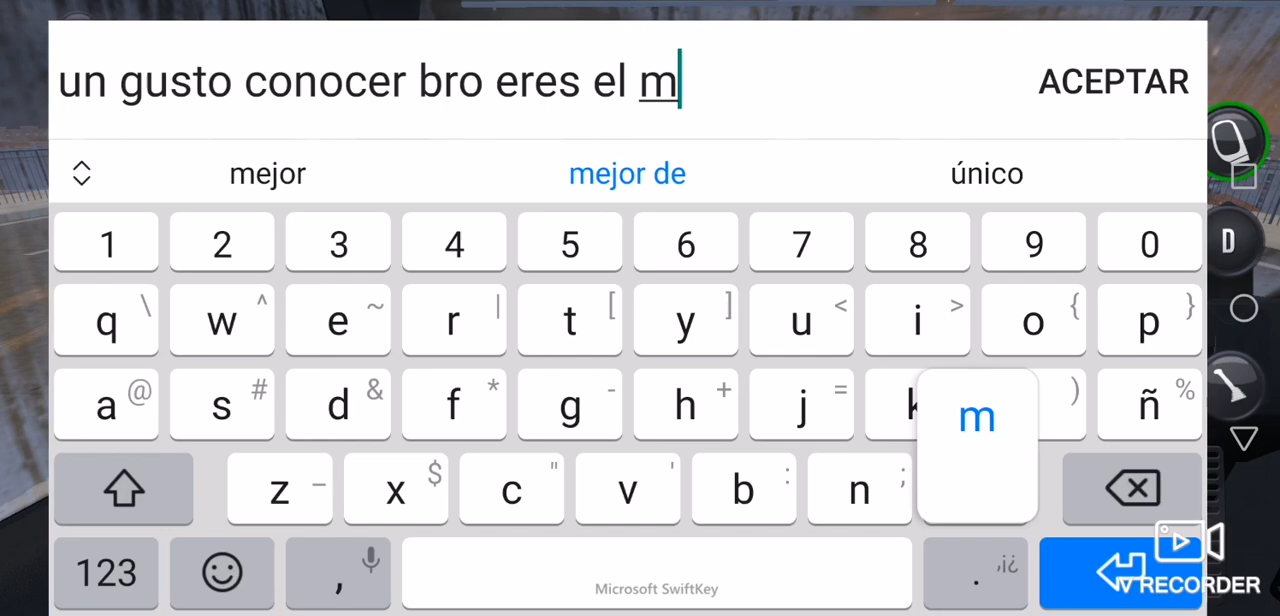 un gusto conocer bro eres el m
ACEPTAR
mejor
mejor de
único
1 2 3 4 5 6 7 8 9 0
q \ w ^ e ~ r | t [ y ] u < i > o { p }
a @ s # d & f * g - h + j = k ) ñ %
m
z _ x $ c " v ' b : n ;
123 , . ,¡¿
Microsoft SwiftKey
D
V RECORDER